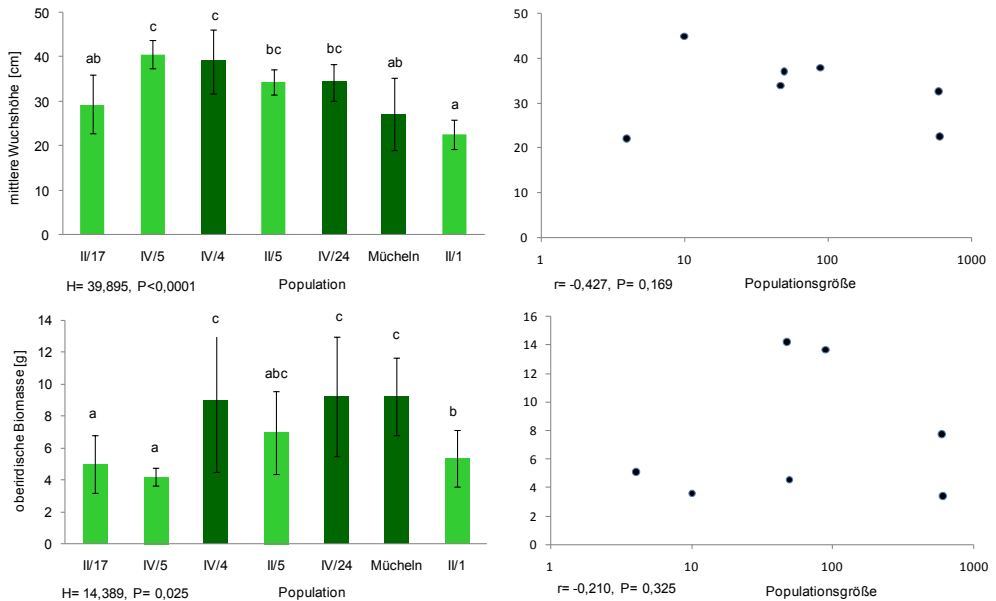 mittlere Wuchshöhe [cm]
50
40
30
20
10
0
ab
c
c
bc
bc
ab
a
II/17 IV/5 IV/4 II/5 IV/24 Mücheln II/1
H= 39,895, P<0,0001
Population
50
40
30
20
10
0
1 10 100 1000
r= -0,427, P= 0,169
Populationsgröße
oberirdische Biomasse [g]
14
12
10
8
6
4
2
0
a
a
c
abc
c
c
b
II/17 IV/5 IV/4 II/5 IV/24 Mücheln II/1
H= 14,389, P= 0,025
Population
16
14
12
10
8
6
4
2
0
1 10 100 1000
r= -0,210, P= 0,325
Populationsgröße